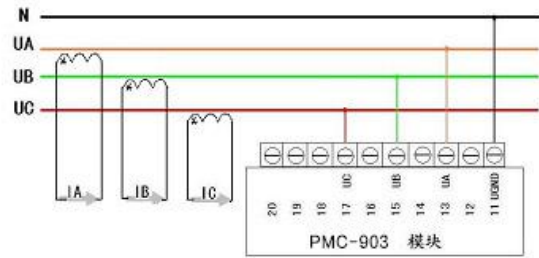 N
UA
UB
UC
IA IB IC
UC UB UA UGND
20 19 18 17 16 15 14 13 12 11
PMC-903 模块